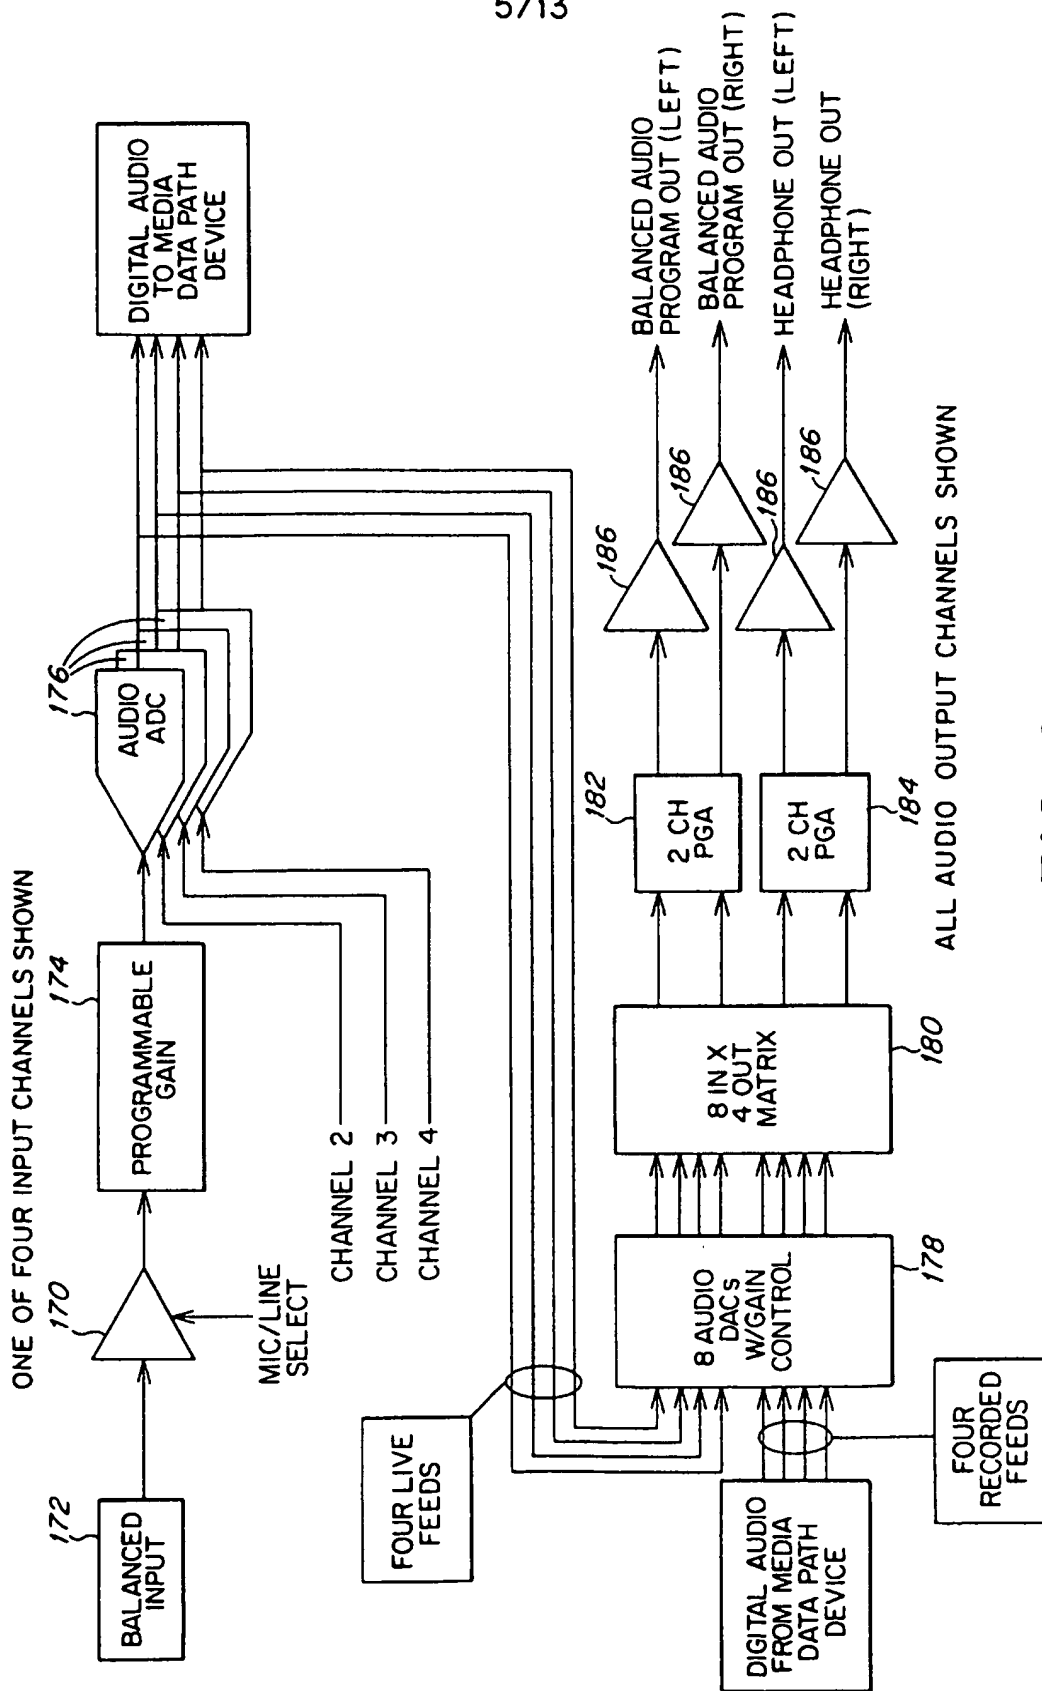 5/13
ONE OF FOUR INPUT CHANNELS SHOWN
172
BALANCED
INPUT
170
MIC/LINE
SELECT
174
PROGRAMMABLE
GAIN
176
AUDIO
ADC
DIGITAL AUDIO
TO MEDIA
DATA PATH
DEVICE
CHANNEL 2
CHANNEL 3
CHANNEL 4
FOUR LIVE
FEEDS
DIGITAL AUDIO
FROM MEDIA
DATA PATH
DEVICE
FOUR
RECORDED
FEEDS
8 AUDIO
DACs
W/GAIN
CONTROL
178
8 IN X
4 OUT
MATRIX
180
182
2 CH
PGA
2 CH
PGA
184
186
186
186
186
BALANCED AUDIO
PROGRAM OUT (LEFT)
BALANCED AUDIO
PROGRAM OUT (RIGHT)
HEADPHONE OUT (LEFT)
HEADPHONE OUT
(RIGHT)
ALL AUDIO OUTPUT CHANNELS SHOWN